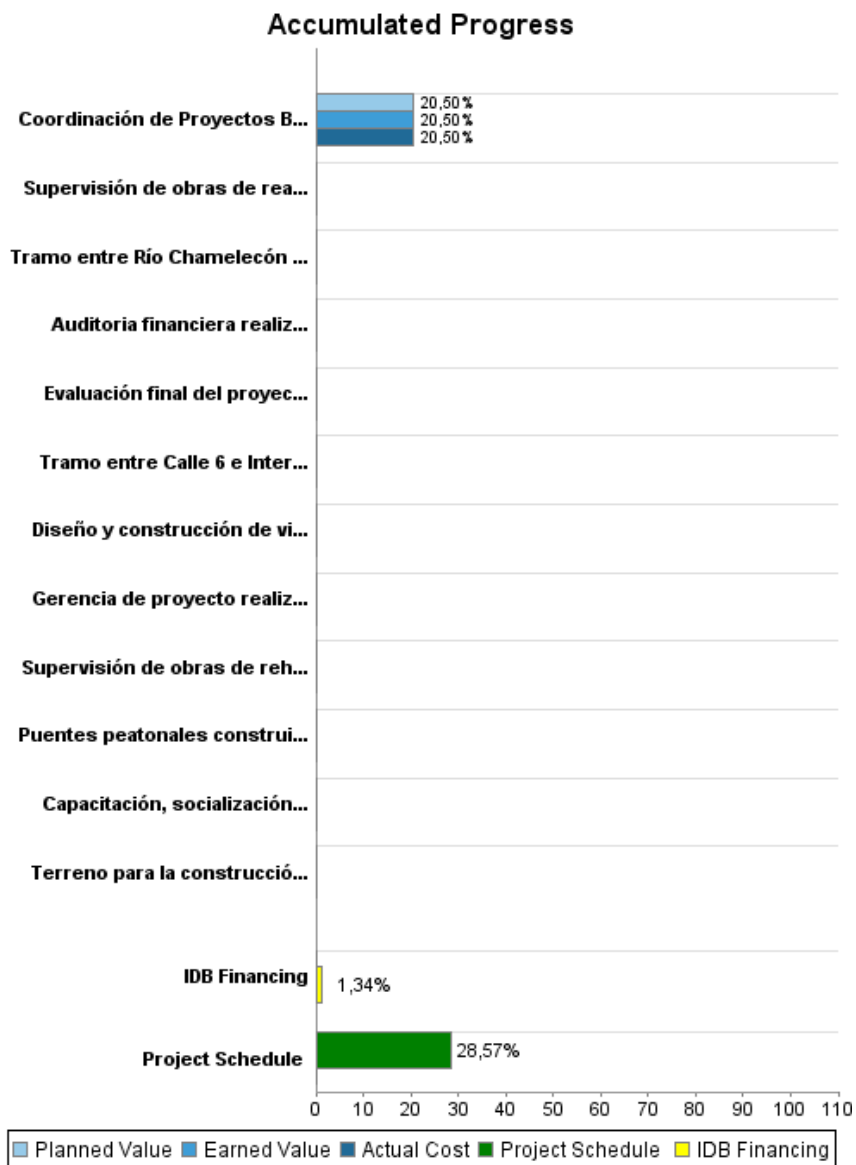 Accumulated Progress
Coordinación de Proyectos B...
20,50%
20,50%
20,50%
Supervisión de obras de rea...
Tramo entre Río Chamelecón ...
Auditoria financiera realiz...
Evaluación final del proyec...
Tramo entre Calle 6 e Inter...
Diseño y construcción de vi...
Gerencia de proyecto realiz...
Supervisión de obras de reh...
Puentes peatonales construi...
Capacitación, socialización...
Terreno para la construcció...
IDB Financing
1,34%
Project Schedule
28,57%
0 10 20 30 40 50 60 70 80 90 100 110
Planned Value Earned Value Actual Cost Project Schedule IDB Financing